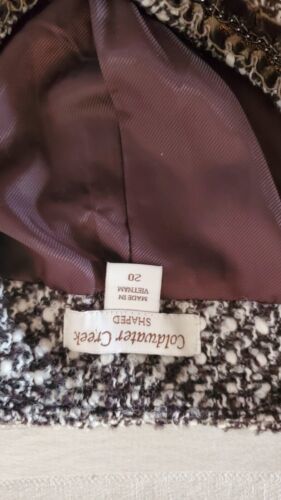 Coldwater Creek
SHAPED
MADE IN
VIETNAM
20